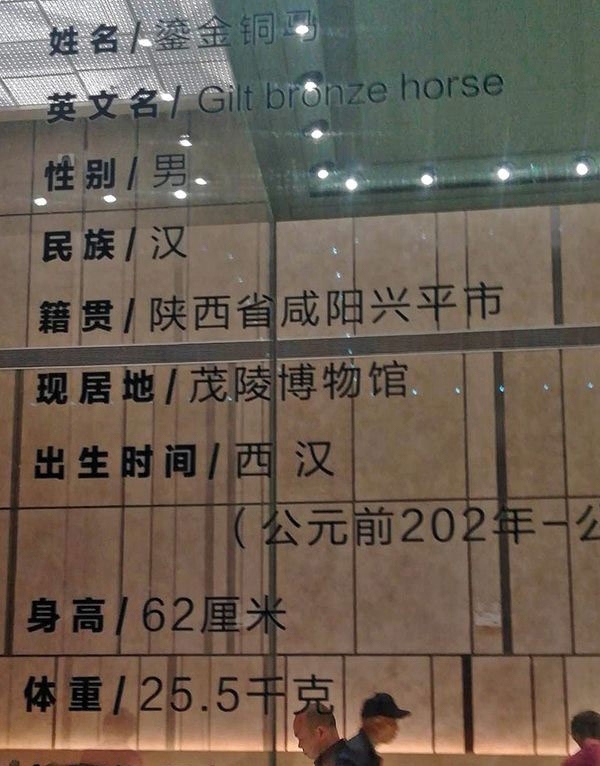 姓名/鎏金铜马
英文名/Gilt bronze horse
性别/男
民族/汉
籍贯/陕西省咸阳兴平市
现居地/茂陵博物馆
出生时间/西汉
（公元前202年-公
身高/62厘米
体重/25.5千克